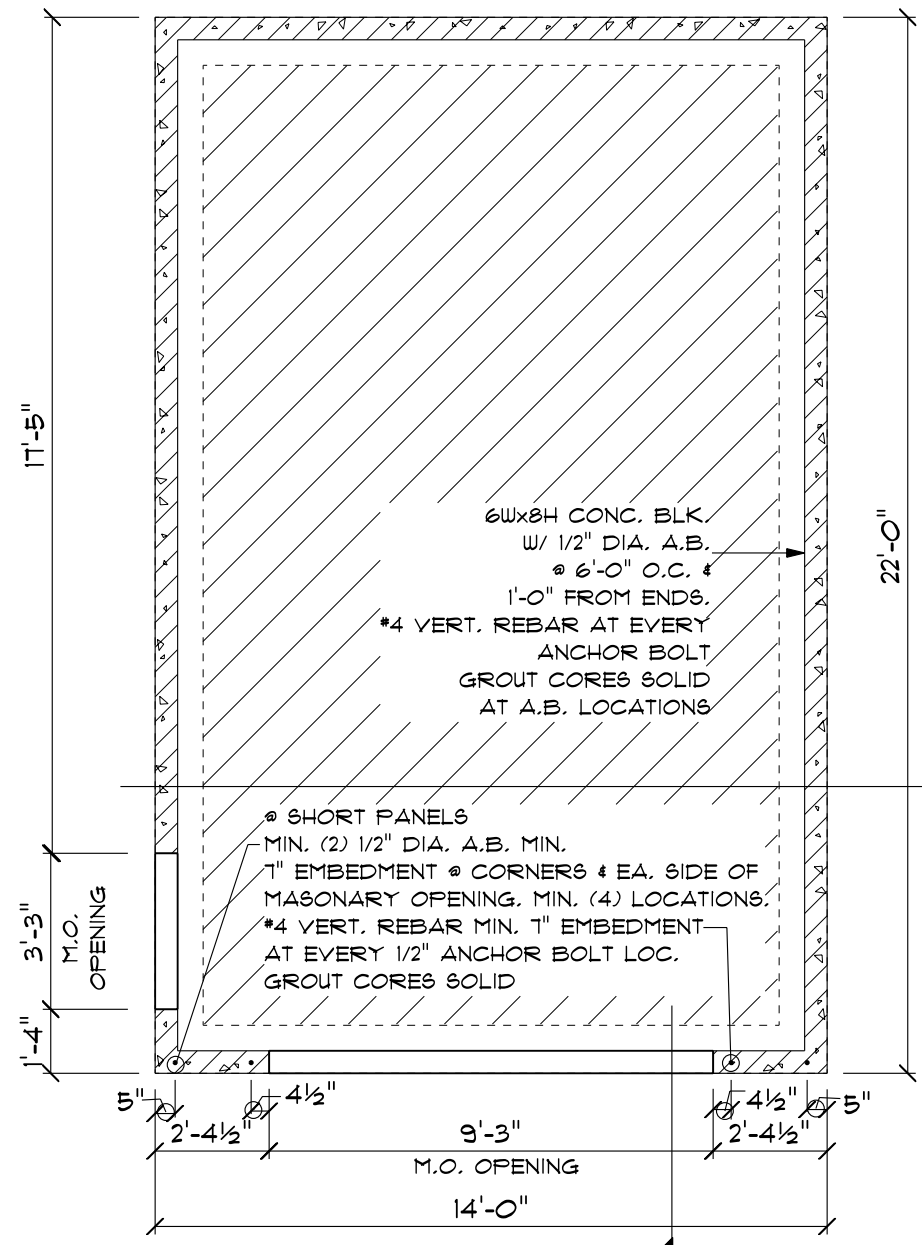 17'-5"
22'-0"
6Wx8H CONC. BLK.
W/ 1/2" DIA. A.B.
@ 6'-0" O.C. &
1'-0" FROM ENDS.
#4 VERT. REBAR AT EVERY
ANCHOR BOLT
GROUT CORES SOLID
AT A.B. LOCATIONS
@ SHORT PANELS
MIN. (2) 1/2" DIA. A.B. MIN.
7" EMBEDMENT @ CORNERS & EA. SIDE OF
MASONARY OPENING. MIN. (4) LOCATIONS.
#4 VERT. REBAR MIN. 7" EMBEDMENT
AT EVERY 1/2" ANCHOR BOLT LOC.
GROUT CORES SOLID
3'-3"
M.O.
OPENING
1'-4"
5"
4½"
4½"
5"
2'-4½"
9'-3"
2'-4½"
M.O. OPENING
14'-0"